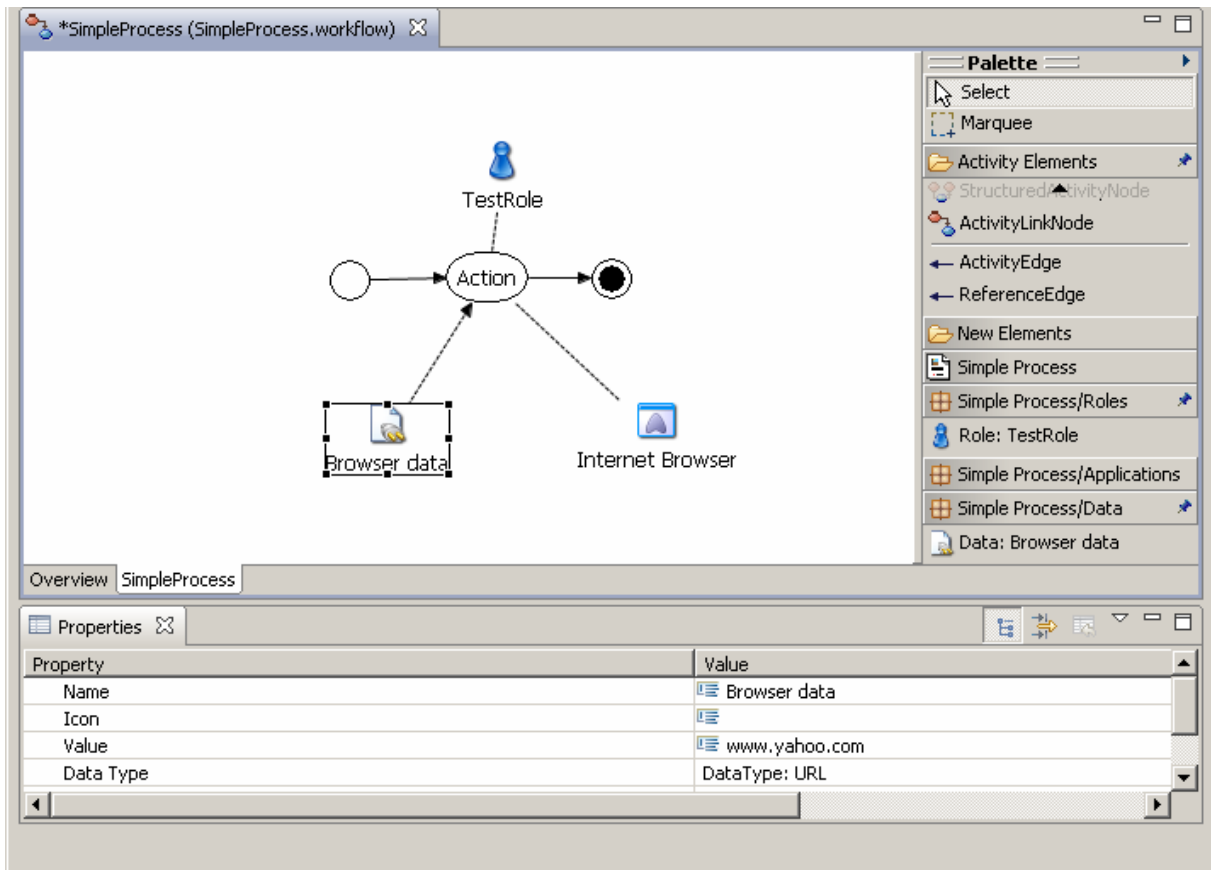 *SimpleProcess (SimpleProcess.workflow)
TestRole
Action
Browser data
Internet Browser
Palette
Select
Marquee
Activity Elements
StructuredActivityNode
ActivityLinkNode
ActivityEdge
ReferenceEdge
New Elements
Simple Process
Simple Process/Roles
Role: TestRole
Simple Process/Applications
Simple Process/Data
Data: Browser data
Overview SimpleProcess
Properties
Property Value
Name Browser data
Icon
Value www.yahoo.com
Data Type DataType: URL